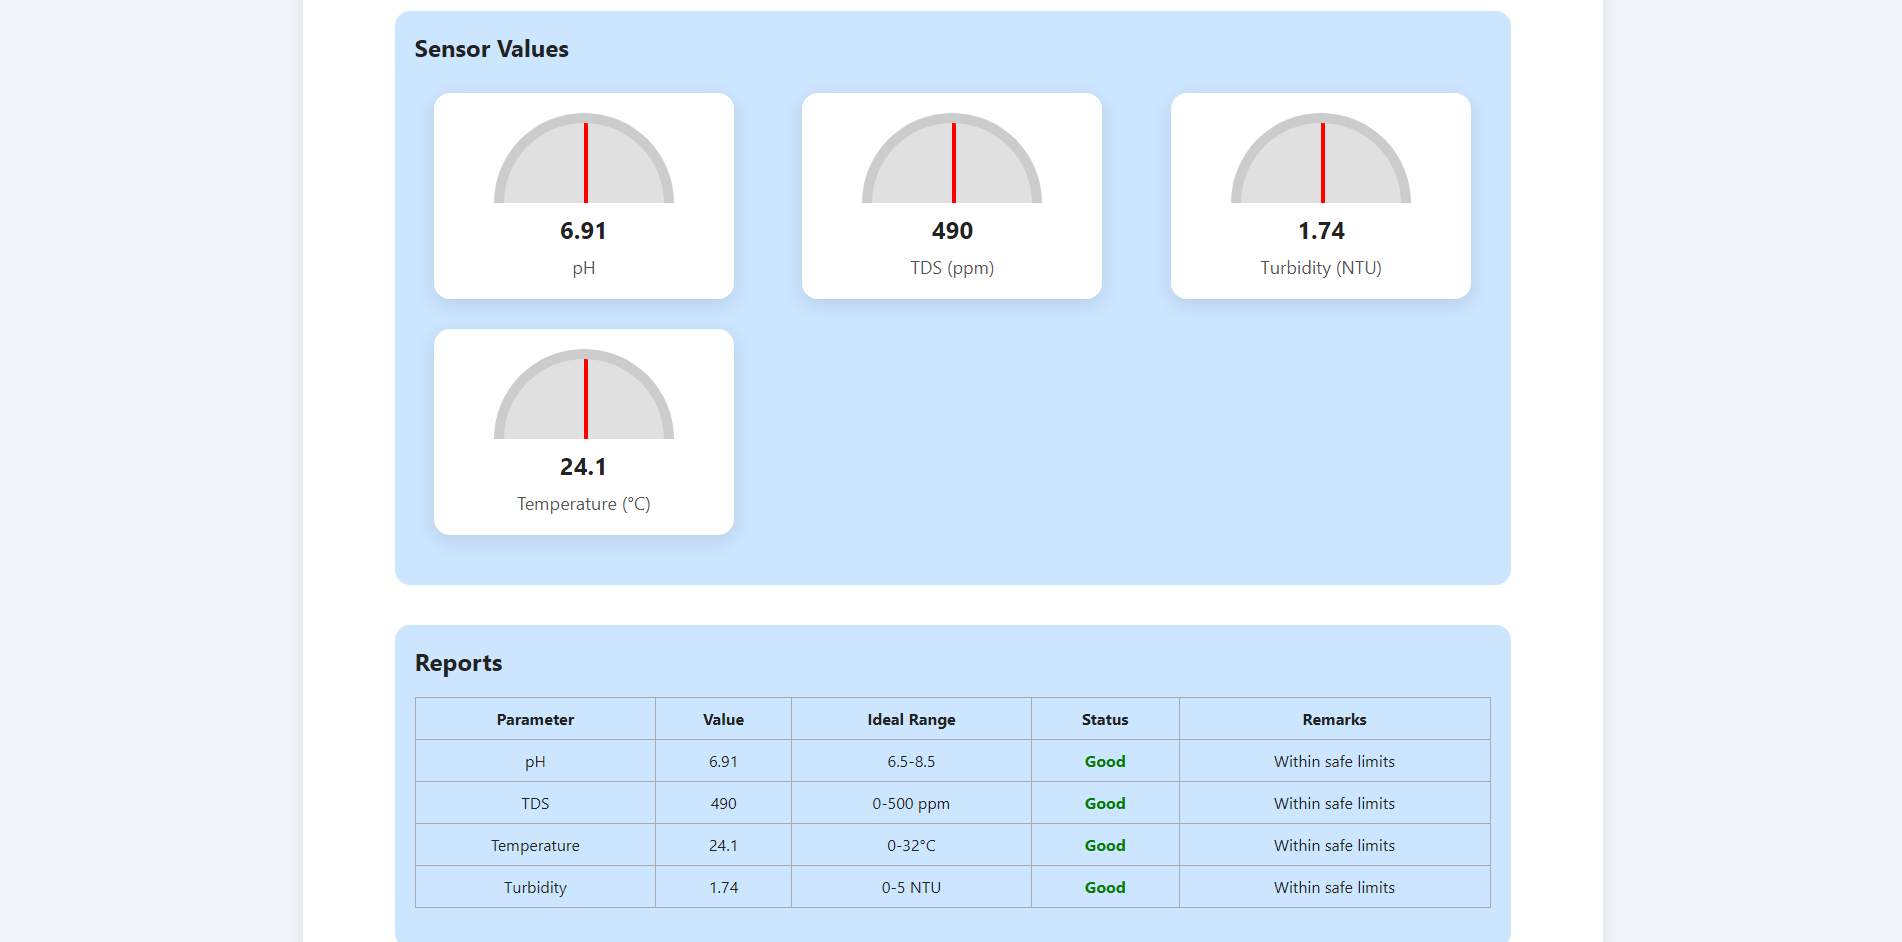 Sensor Values
6.91
pH
490
TDS (ppm)
1.74
Turbidity (NTU)
24.1
Temperature (°C)
Reports
Parameter Value Ideal Range Status Remarks
pH 6.91 6.5-8.5 Good Within safe limits
TDS 490 0-500 ppm Good Within safe limits
Temperature 24.1 0-32°C Good Within safe limits
Turbidity 1.74 0-5 NTU Good Within safe limits